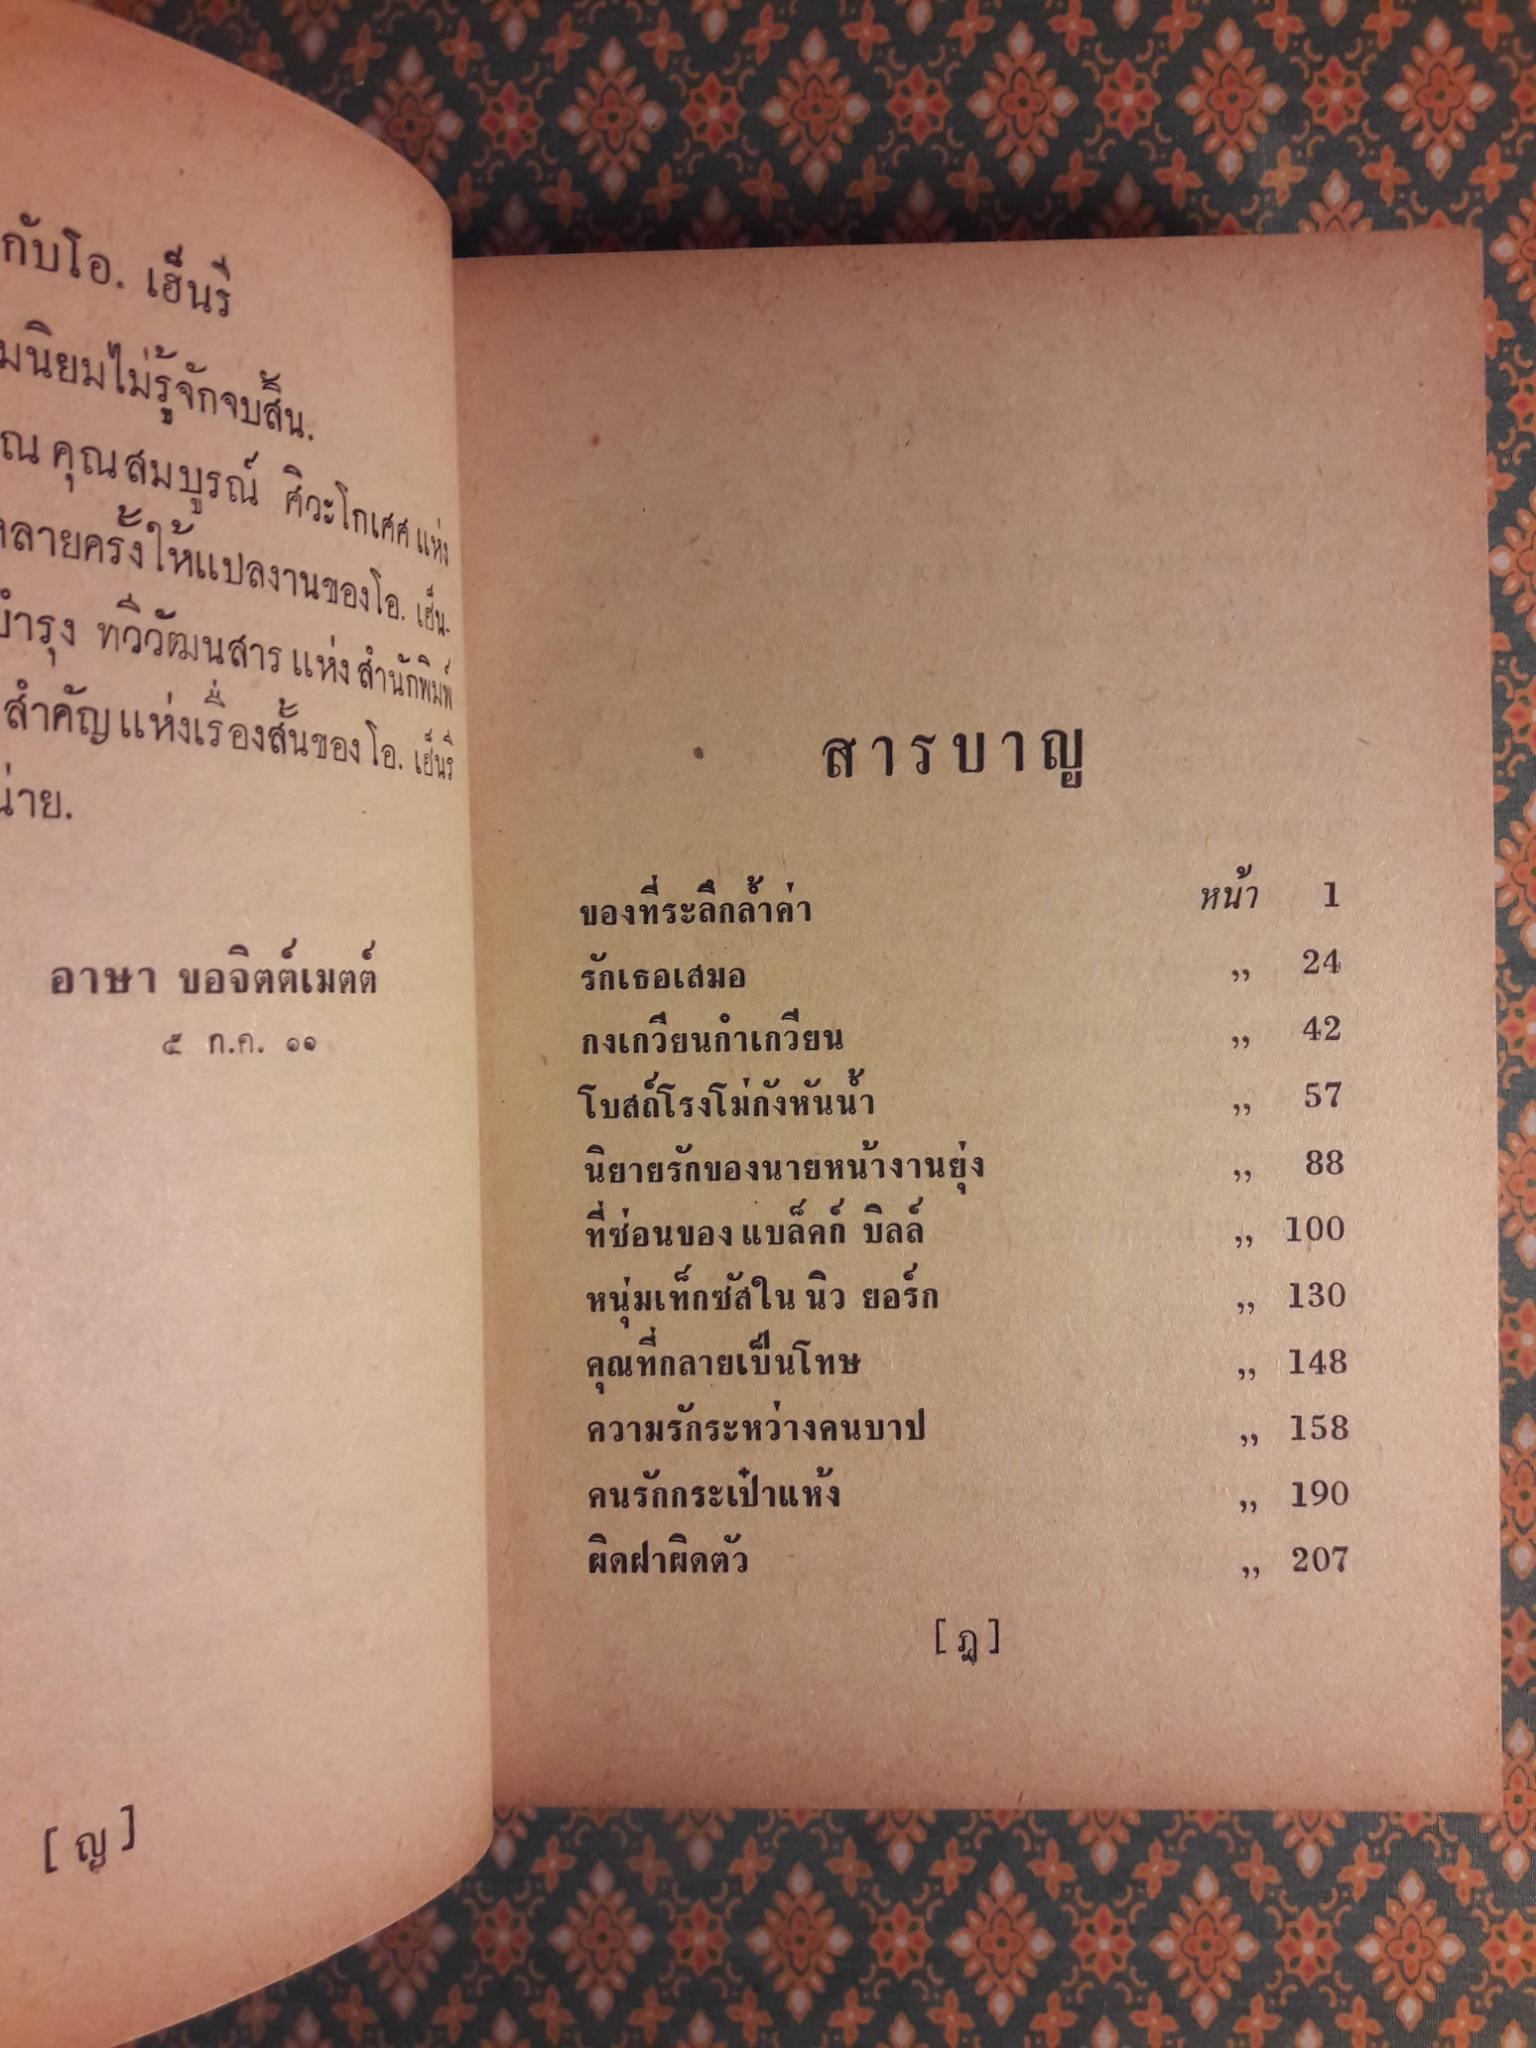 กับโอ. เฮ็นรี
มนิยมไม่รู้จักจบสิ้น.
คุณสมบูรณ์ ศิวะโกเศศ แห่ง
หลายครั้งให้แปลงานของโอ. เฮ็น.
บำรุง ทวีวัฒนสาร แห่ง สำนักพิมพ์
สำคัญแห่งเรื่องสั้นของ โอ. เฮ็นรี
น่าย.
อาษา ขอจิตต์เมตต์
๕ ก.ค. ๑๑
[ ญ ]
สารบาญ
ของที่ระลึกล้ำค่า หน้า 1
รักเธอเสมอ ,, 24
กงเกวียนกำเกวียน ,, 42
โบสถ์โรงโม่กังหันน้ำ ,, 57
นิยายรักของนายหน้างานยุ่ง ,, 88
ที่ซ่อนของ แบล็คก์ บิลล์ ,, 100
หนุ่มเท็กซัสใน นิว ยอร์ก ,, 130
คุณที่กลายเป็นโทษ ,, 148
ความรักระหว่างคนบาป ,, 158
คนรักกระเป๋าแห้ง ,, 190
ผิดฝาผิดตัว ,, 207
[ ฎ ]